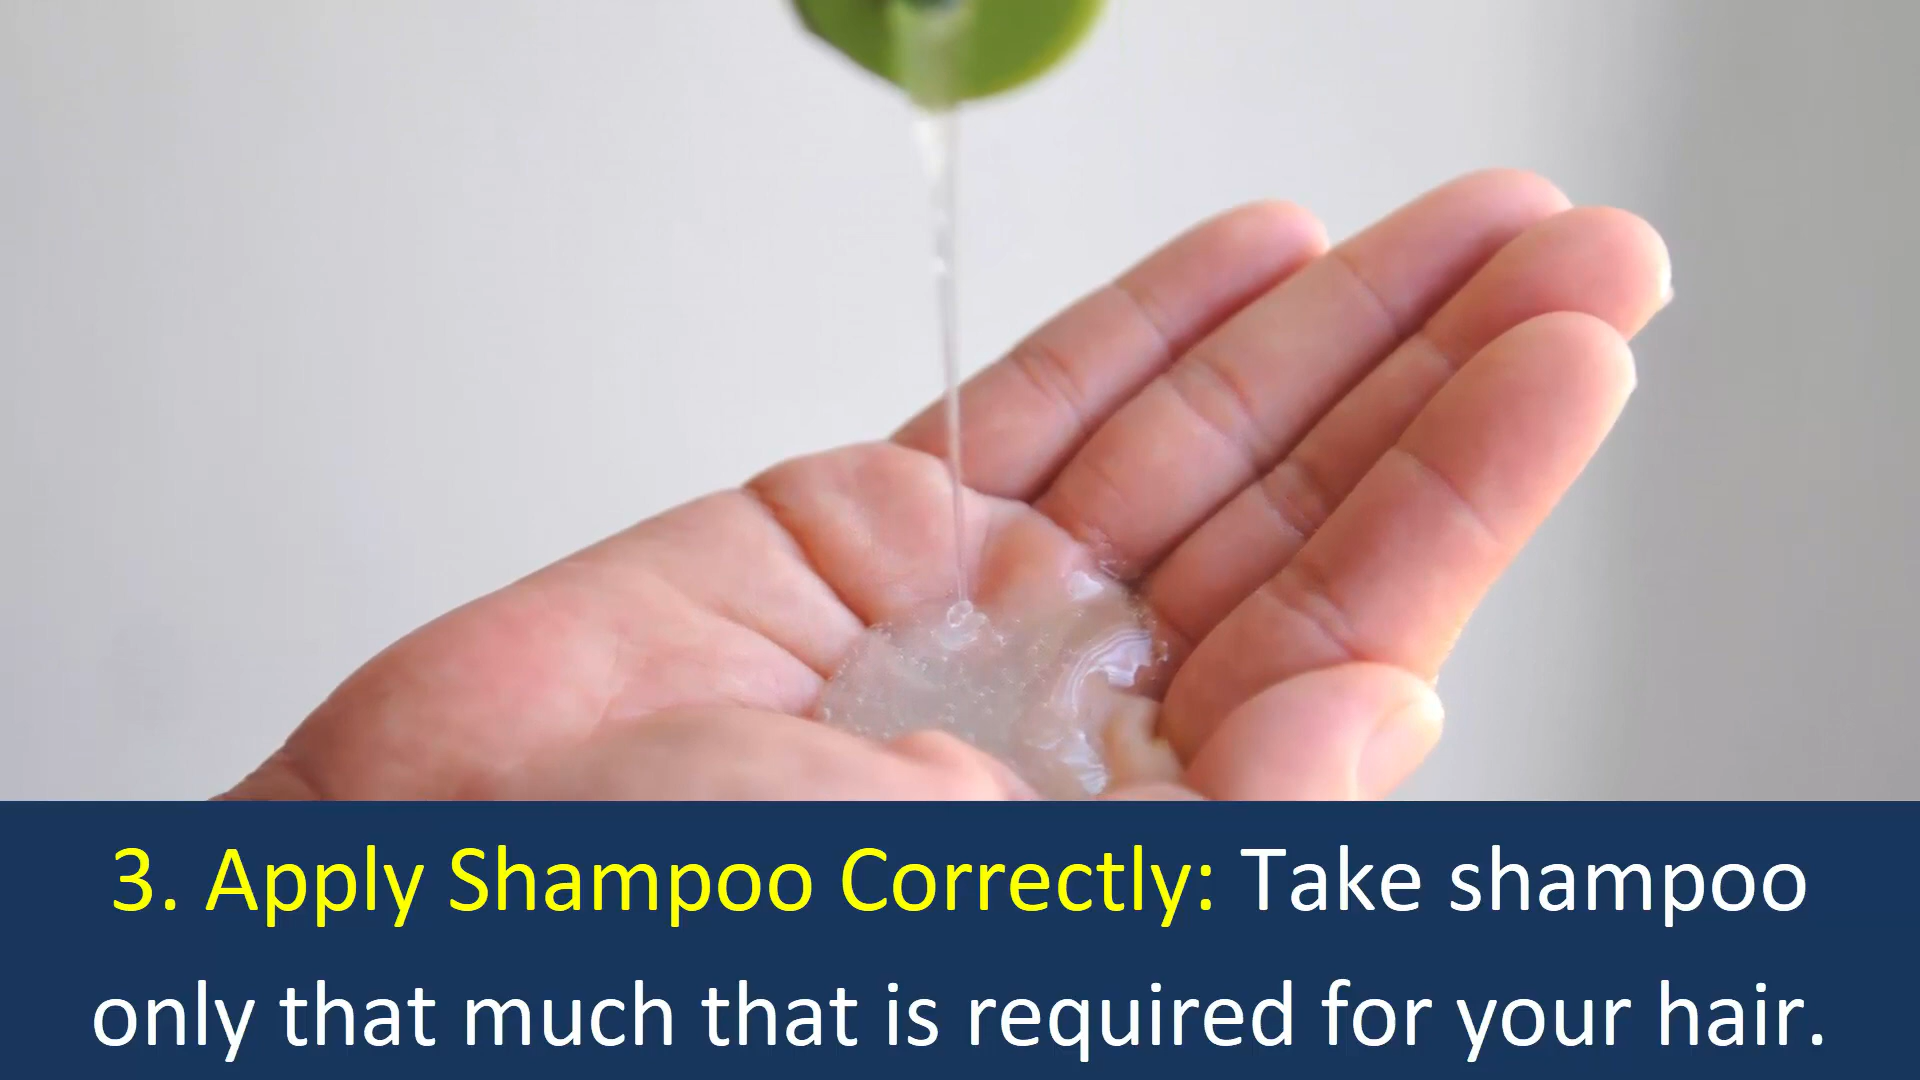 3. Apply Shampoo Correctly: Take shampoo
only that much that is required for your hair.